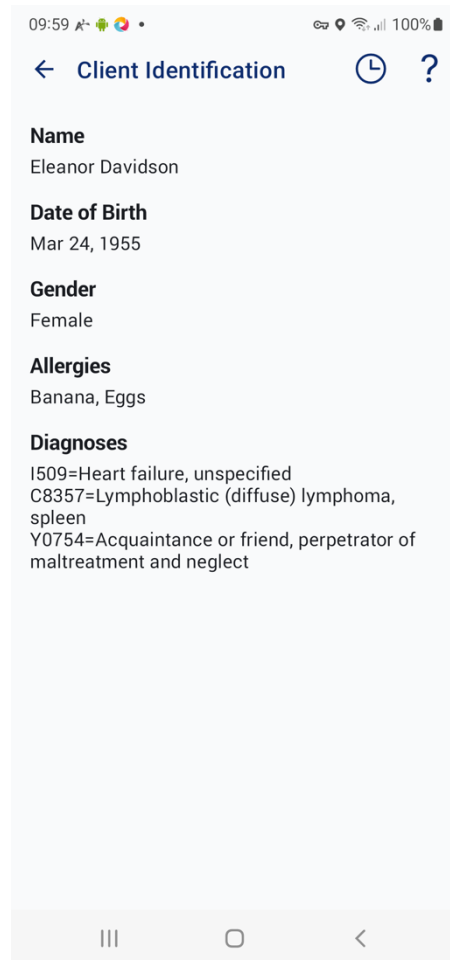 09:59 100%
Client Identification ?
Name
Eleanor Davidson
Date of Birth
Mar 24, 1955
Gender
Female
Allergies
Banana, Eggs
Diagnoses
I509=Heart failure, unspecified
C8357=Lymphoblastic (diffuse) lymphoma,
spleen
Y0754=Acquaintance or friend, perpetrator of
maltreatment and neglect